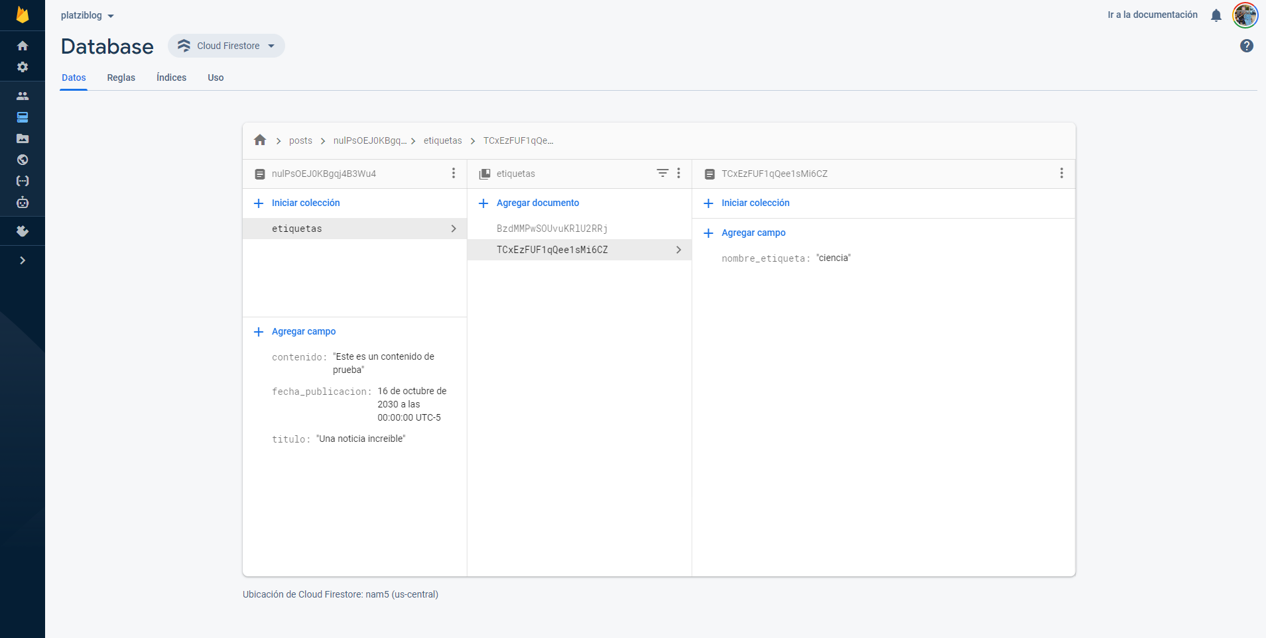 platziblog
Ir a la documentación
Database
Cloud Firestore
Datos
Reglas
Índices
Uso
posts
nulPsOEJ0KBgq...
etiquetas
TCxEzFUF1qQe...
nulPsOEJ0KBgqj4B3Wu4
Iniciar colección
etiquetas
Agregar campo
contenido: "Este es un contenido de
prueba"
fecha_publicacion: 16 de octubre de
2030 a las
00:00:00 UTC-5
titulo: "Una noticia increible"
etiquetas
Agregar documento
BzdMMPwSOUvuKRlU2RRj
TCxEzFUF1qQee1sMi6CZ
TCxEzFUF1qQee1sMi6CZ
Iniciar colección
Agregar campo
nombre_etiqueta: "ciencia"
Ubicación de Cloud Firestore: nam5 (us-central)